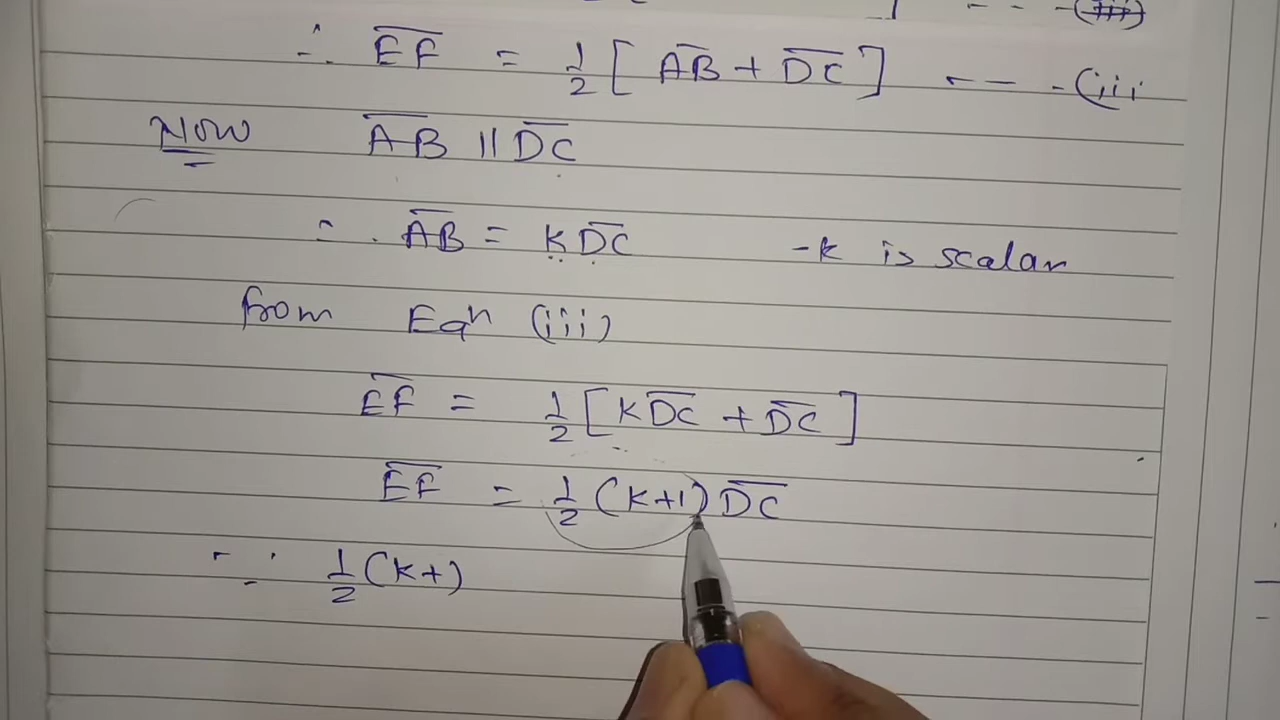 - - -(iii)
∴ EF̅ = 1/2 [ AB̅ + DC̅ ] - - - -(iii
Now AB̅ || DC̅
∴ AB̅ = k DC̅ - k is scalar
from Eqn (iii)
EF̅ = 1/2 [ k DC̅ + DC̅ ]
EF̅ = 1/2 (k+1) DC̅
∵ 1/2 (k+)